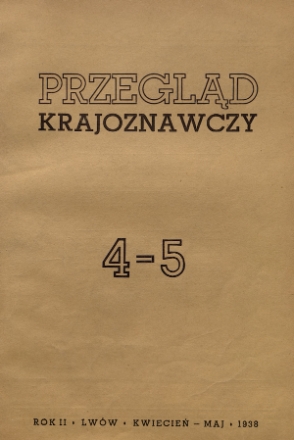 PRZEGLĄD
KRAJOZNAWCZY
4-5
ROK II • LWÓW • KWIECIEŃ – MAJ • 1938